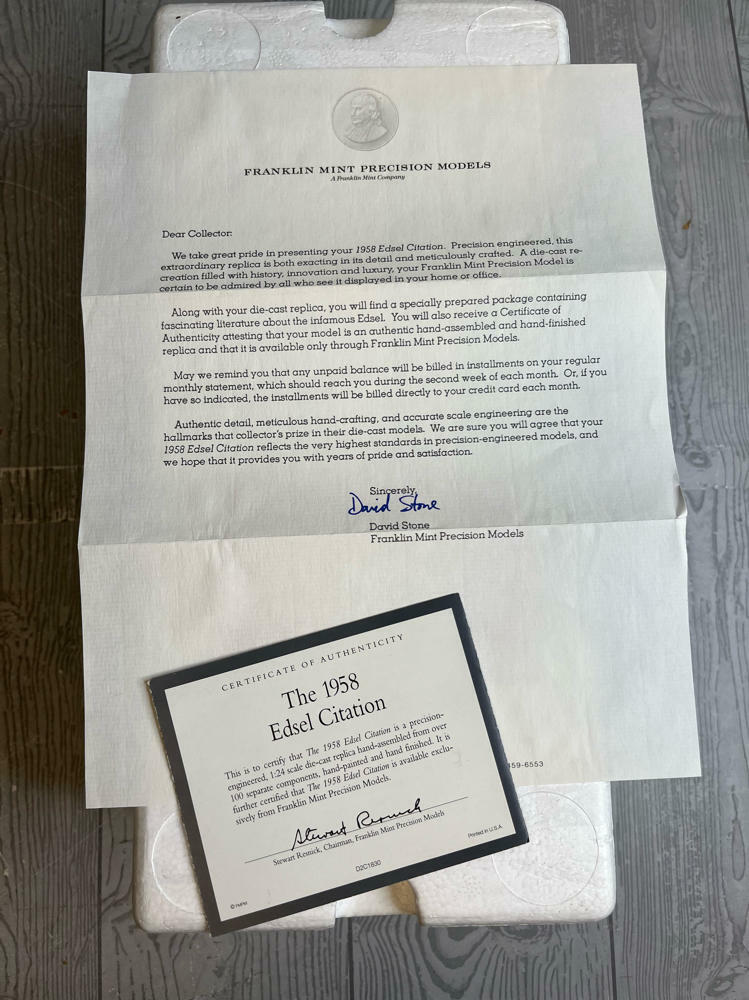 FRANKLIN MINT PRECISION MODELS
A Franklin Mint Company
Dear Collector:
We take great pride in presenting your 1958 Edsel Citation. Precision engineered, this
extraordinary replica is both exacting in its detail and meticulously crafted. A die-cast re-
creation filled with history, innovation and luxury, your Franklin Mint Precision Model is
certain to be admired by all who see it displayed in your home or office.
Along with your die-cast replica, you will find a specially prepared package containing
fascinating literature about the infamous Edsel. You will also receive a Certificate of
Authenticity attesting that your model is an authentic hand-assembled and hand-finished
replica and that it is available only through Franklin Mint Precision Models.
May we remind you that any unpaid balance will be billed in installments on your regular
monthly statement, which should reach you during the second week of each month. Or, if you
have so indicated, the installments will be billed directly to your credit card each month.
Authentic detail, meticulous hand-crafting, and accurate scale engineering are the
hallmarks that collector's prize in their die-cast models. We are sure you will agree that your
1958 Edsel Citation reflects the very highest standards in precision-engineered models, and
we hope that it provides you with years of pride and satisfaction.
Sincerely,
David Stone
David Stone
Franklin Mint Precision Models
59-6553
CERTIFICATE OF AUTHENTICITY
The 1958
Edsel Citation
This is to certify that The 1958 Edsel Citation is a precision-
engineered, 1:24 scale die-cast replica hand-assembled from over
100 separate components, hand-painted and hand finished. It is
further certified that The 1958 Edsel Citation is available exclu-
sively from Franklin Mint Precision Models.
Stewart Resnick
Stewart Resnick, Chairman, Franklin Mint Precision Models
D2C1830
Printed in U.S.A.
© FMPM